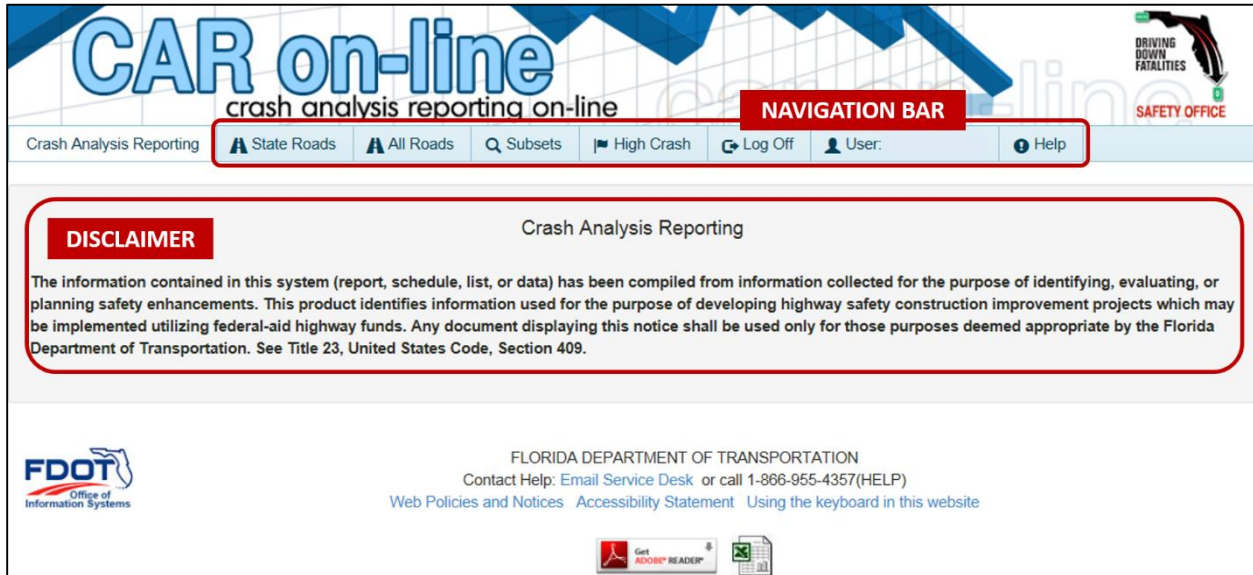 CAR on-line
crash analysis reporting on-line
car on-line
DRIVING
DOWN
FATALITIES
0
SAFETY OFFICE
NAVIGATION BAR
Crash Analysis Reporting State Roads All Roads Subsets High Crash Log Off User: Help
DISCLAIMER
Crash Analysis Reporting
The information contained in this system (report, schedule, list, or data) has been compiled from information collected for the purpose of identifying, evaluating, or
planning safety enhancements. This product identifies information used for the purpose of developing highway safety construction improvement projects which may
be implemented utilizing federal-aid highway funds. Any document displaying this notice shall be used only for those purposes deemed appropriate by the Florida
Department of Transportation. See Title 23, United States Code, Section 409.
FDOT
Office of
Information Systems
FLORIDA DEPARTMENT OF TRANSPORTATION
Contact Help: Email Service Desk or call 1-866-955-4357(HELP)
Web Policies and Notices Accessibility Statement Using the keyboard in this website
Get
ADOBE® READER®